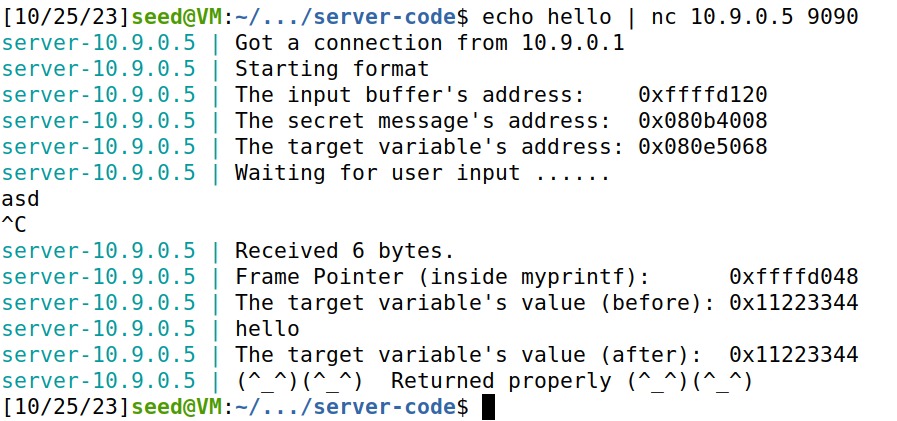 [10/25/23]seed@VM:~/.../server-code$ echo hello | nc 10.9.0.5 9090
server-10.9.0.5 | Got a connection from 10.9.0.1
server-10.9.0.5 | Starting format
server-10.9.0.5 | The input buffer's address:    0xffffd120
server-10.9.0.5 | The secret message's address:  0x080b4008
server-10.9.0.5 | The target variable's address: 0x080e5068
server-10.9.0.5 | Waiting for user input ......
asd
^C
server-10.9.0.5 | Received 6 bytes.
server-10.9.0.5 | Frame Pointer (inside myprintf):      0xffffd048
server-10.9.0.5 | The target variable's value (before): 0x11223344
server-10.9.0.5 | hello
server-10.9.0.5 | The target variable's value (after):  0x11223344
server-10.9.0.5 | (^_^)(^_^)  Returned properly (^_^)(^_^)
[10/25/23]seed@VM:~/.../server-code$